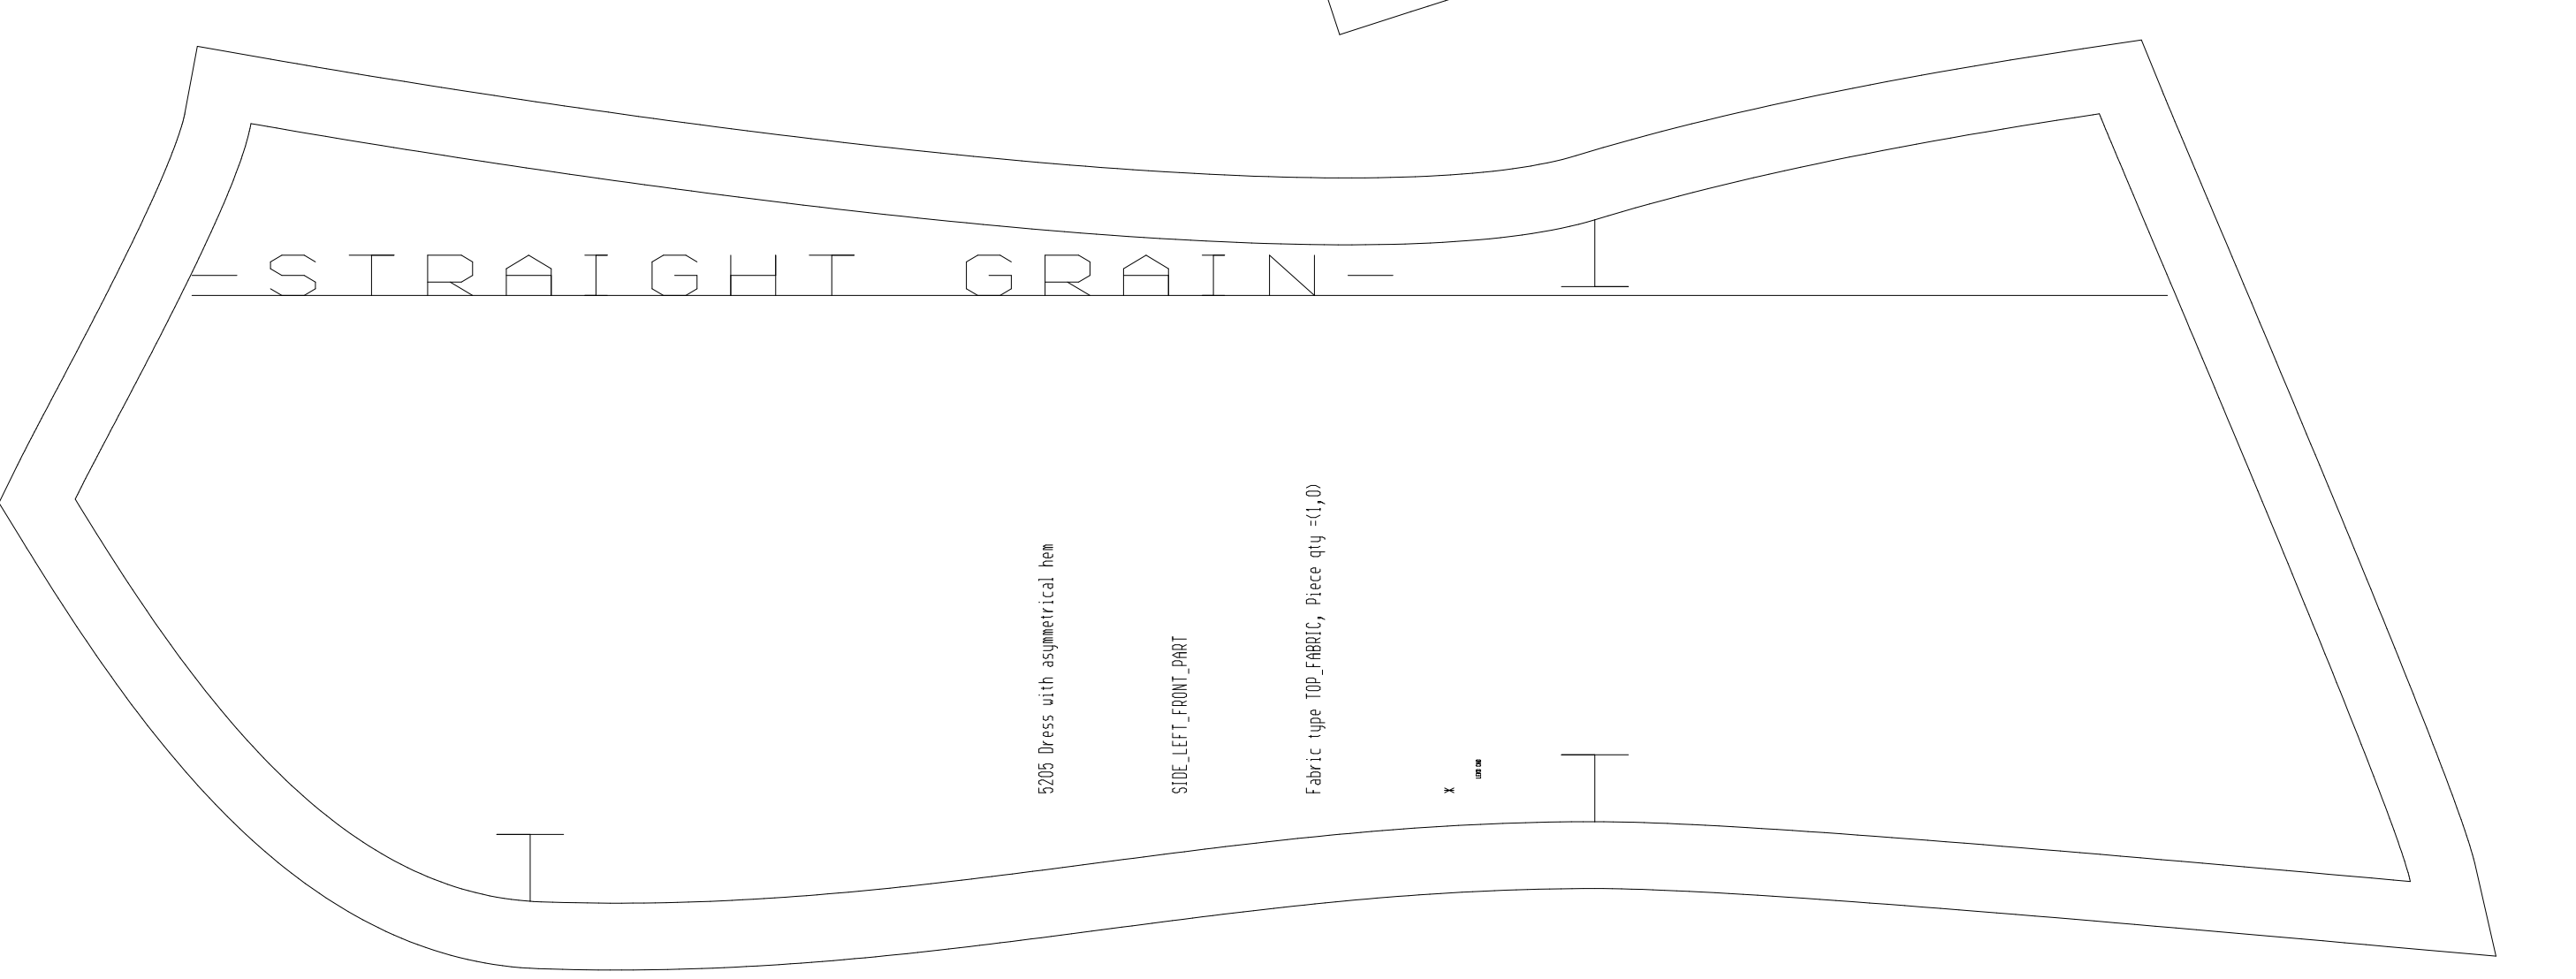 -STRAIGHT GRAIN-
5205 Dress with asymmetrical hem
SIDE_LEFT_FRONT_PART
Fabric type TOP_FABRIC, Piece qty =(1,0)
X